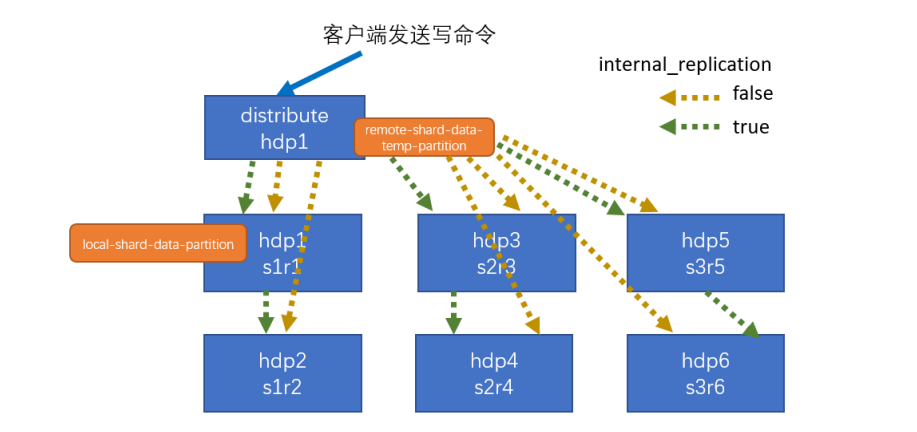 客户端发送写命令
internal_replication
false
true
distribute
hdp1
remote-shard-data-
temp-partition
local-shard-data-partition
hdp1
s1r1
hdp3
s2r3
hdp5
s3r5
hdp2
s1r2
hdp4
s2r4
hdp6
s3r6